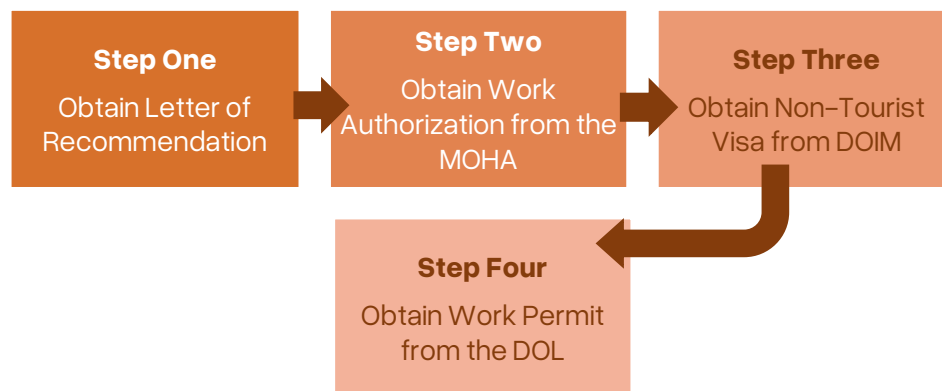 Step One
Obtain Letter of
Recommendation
Step Two
Obtain Work
Authorization from the
MOHA
Step Three
Obtain Non-Tourist
Visa from DOIM
Step Four
Obtain Work Permit
from the DOL